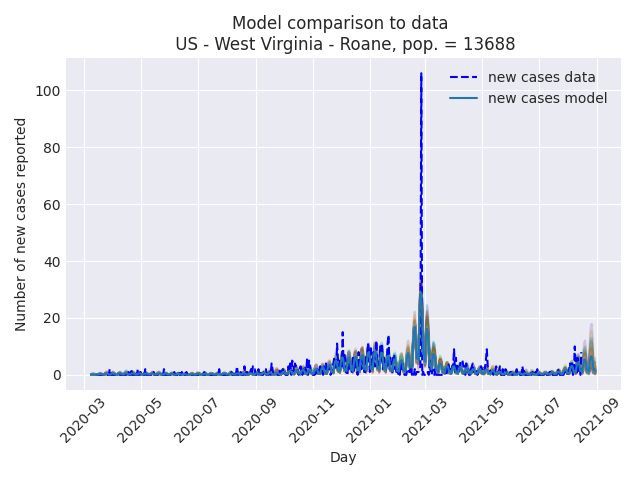 Model comparison to data
US - West Virginia - Roane, pop. = 13688
new cases data
new cases model
Number of new cases reported
100
80
60
40
20
0
2020-03
2020-05
2020-07
2020-09
2020-11
2021-01
2021-03
2021-05
2021-07
2021-09
Day